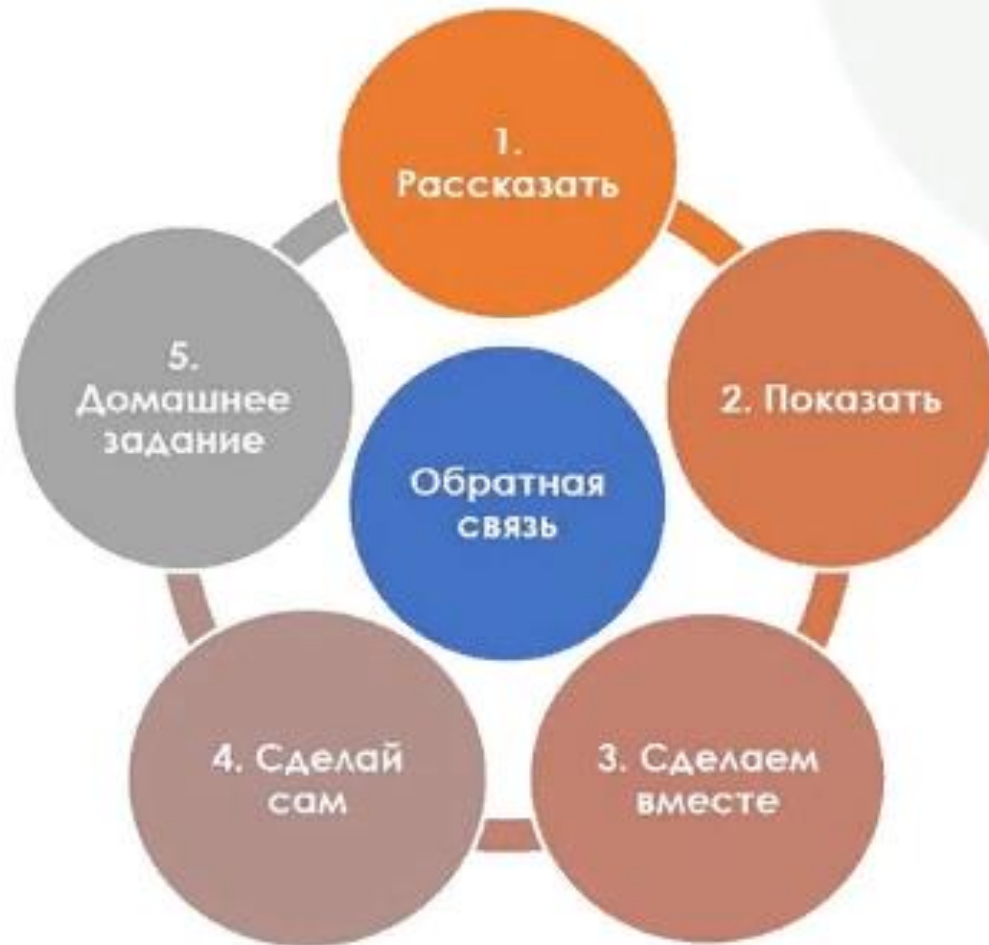 1.
Рассказать
2. Показать
3. Сделаем
вместе
4. Сделай
сам
5.
Домашнее
задание
Обратная
связь